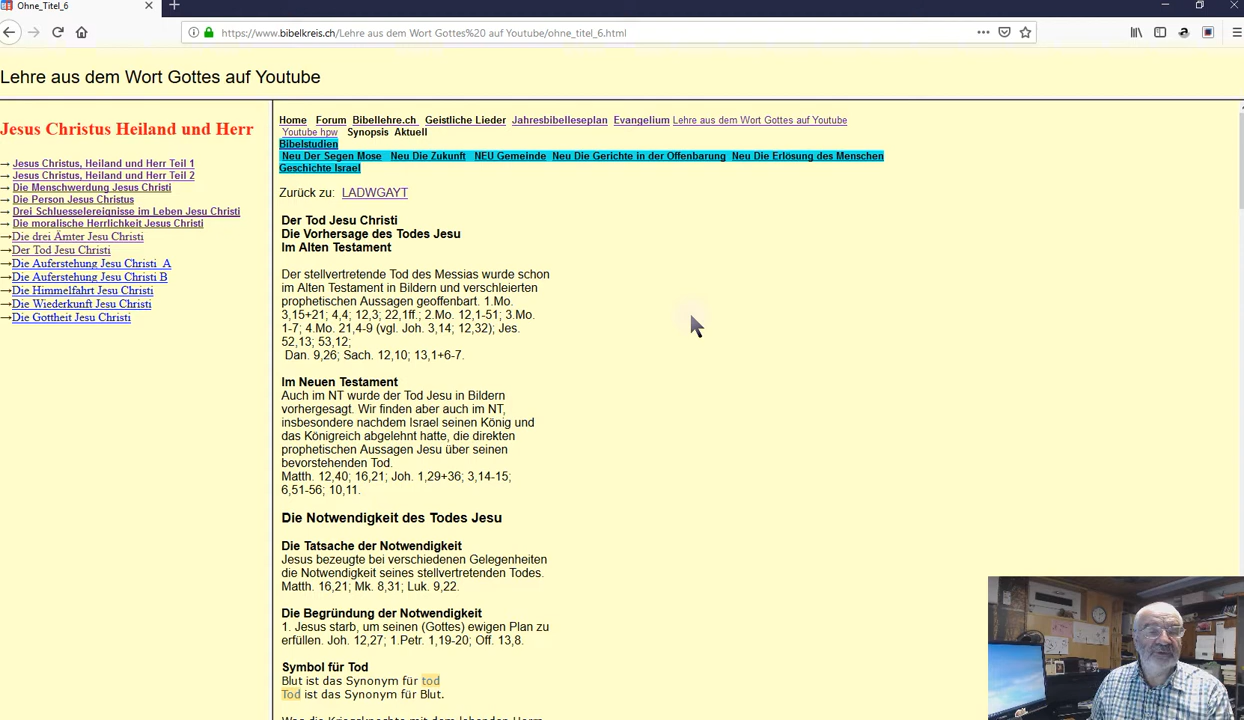 Ohne_Titel_6
https://www.bibelkreis.ch/Lehre aus dem Wort Gottes%20 auf Youtube/ohne_titel_6.html
Lehre aus dem Wort Gottes auf Youtube
Jesus Christus Heiland und Herr
→ Jesus Christus, Heiland und Herr Teil 1
→ Jesus Christus, Heiland und Herr Teil 2
→ Die Menschwerdung Jesus Christi
→ Die Person Jesus Christus
→ Drei Schluesselereignisse im Leben Jesu Christi
→ Die moralische Herrlichkeit Jesus Christi
→Die drei Ämter Jesu Christi
→Der Tod Jesu Christi
→Die Auferstehung Jesu Christi A
→Die Auferstehung Jesu Christi B
→Die Himmelfahrt Jesu Christi
→Die Wiederkunft Jesu Christi
→Die Gottheit Jesu Christi
Home Forum Bibellehre.ch Geistliche Lieder Jahresbibelleseplan Evangelium Lehre aus dem Wort Gottes auf Youtube
Youtube hpw Synopsis Aktuell
Bibelstudien
Neu Der Segen Mose Neu Die Zukunft NEU Gemeinde Neu Die Gerichte in der Offenbarung Neu Die Erlösung des Menschen
Geschichte Israel
Zurück zu: LADWGAYT
Der Tod Jesu Christi
Die Vorhersage des Todes Jesu
Im Alten Testament
Der stellvertretende Tod des Messias wurde schon
im Alten Testament in Bildern und verschleierten
prophetischen Aussagen geoffenbart. 1.Mo.
3,15+21; 4,4; 12,3; 22,1ff.; 2.Mo. 12,1-51; 3.Mo.
1-7; 4.Mo. 21,4-9 (vgl. Joh. 3,14; 12,32); Jes.
52,13; 53,12;
Dan. 9,26; Sach. 12,10; 13,1+6-7.
Im Neuen Testament
Auch im NT wurde der Tod Jesu in Bildern
vorhergesagt. Wir finden aber auch im NT,
insbesondere nachdem Israel seinen König und
das Königreich abgelehnt hatte, die direkten
prophetischen Aussagen Jesu über seinen
bevorstehenden Tod.
Matth. 12,40; 16,21; Joh. 1,29+36; 3,14-15;
6,51-56; 10,11.
Die Notwendigkeit des Todes Jesu
Die Tatsache der Notwendigkeit
Jesus bezeugte bei verschiedenen Gelegenheiten
die Notwendigkeit seines stellvertretenden Todes.
Matth. 16,21; Mk. 8,31; Luk. 9,22.
Die Begründung der Notwendigkeit
1. Jesus starb, um seinen (Gottes) ewigen Plan zu
erfüllen. Joh. 12,27; 1.Petr. 1,19-20; Off. 13,8.
Symbol für Tod
Blut ist das Synonym für tod
Tod ist das Synonym für Blut.
Was die Kriegsknechte mit dem lebenden Herrn